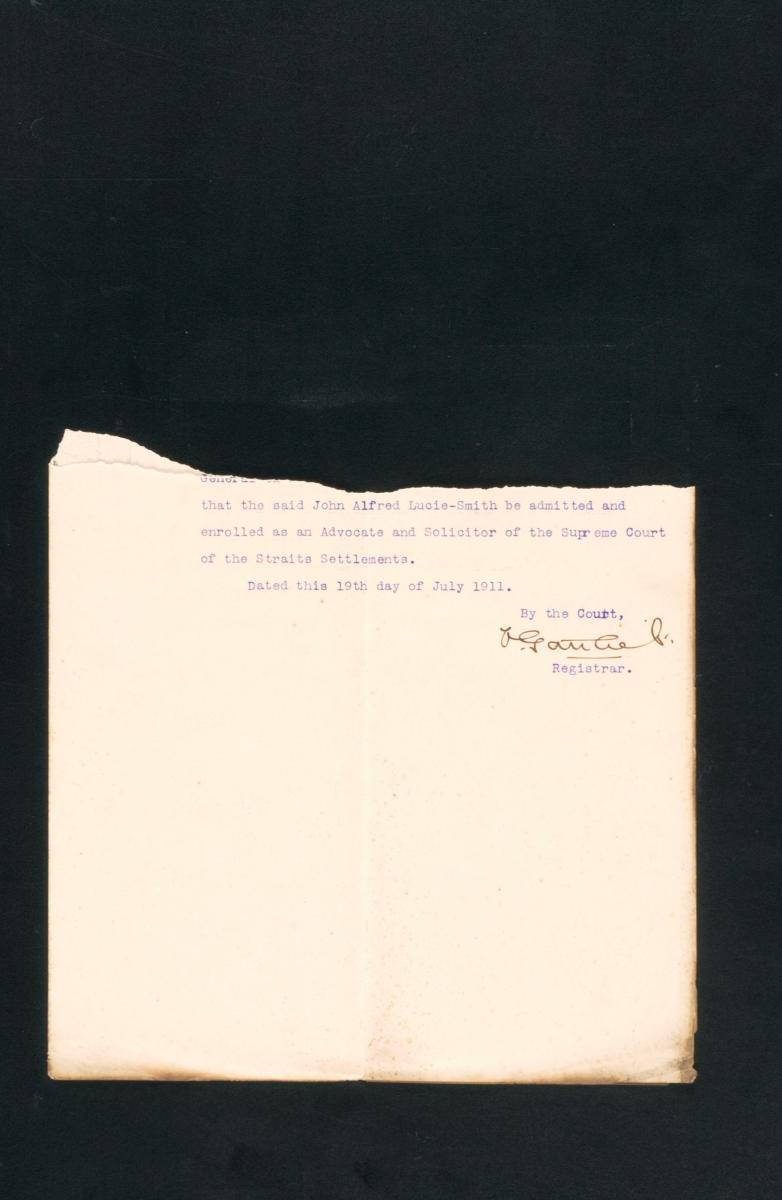 General
that the said John Alfred Lucie-Smith be admitted and
enrolled as an Advocate and Solicitor of the Supreme Court
of the Straits Settlements.
Dated this 19th day of July 1911.
By the Court,
Registrar.